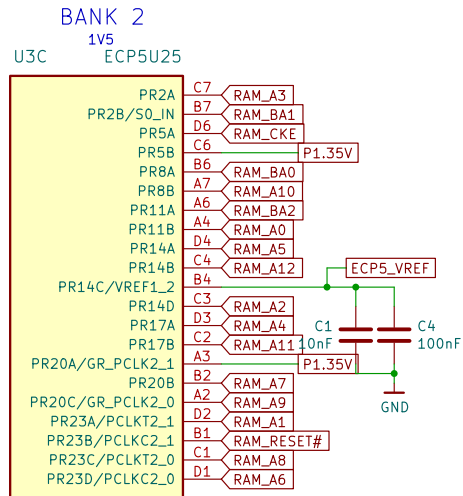 BANK 2
1V5
U3C ECP5U25
PR2A C7 RAM_A3
PR2B/S0_IN B7 RAM_BA1
PR5A D6 RAM_CKE
PR5B C6 P1.35V
PR8A B6 RAM_BA0
PR8B A7 RAM_A10
PR11A A6 RAM_BA2
PR11B A4 RAM_A0
PR14A D4 RAM_A5
PR14B C4 RAM_A12
ECP5_VREF
PR14C/VREF1_2 B4
PR14D C3 RAM_A2
PR17A D3 RAM_A4
C1 C4
PR17B C2 RAM_A11 10nF 100nF
PR20A/GR_PCLK2_1 A3 P1.35V
PR20B B2 RAM_A7
PR20C/GR_PCLK2_0 A2 RAM_A9
GND
PR23A/PCLKT2_1 D2 RAM_A1
PR23B/PCLKC2_1 B1 RAM_RESET#
PR23C/PCLKT2_0 C1 RAM_A8
PR23D/PCLKC2_0 D1 RAM_A6